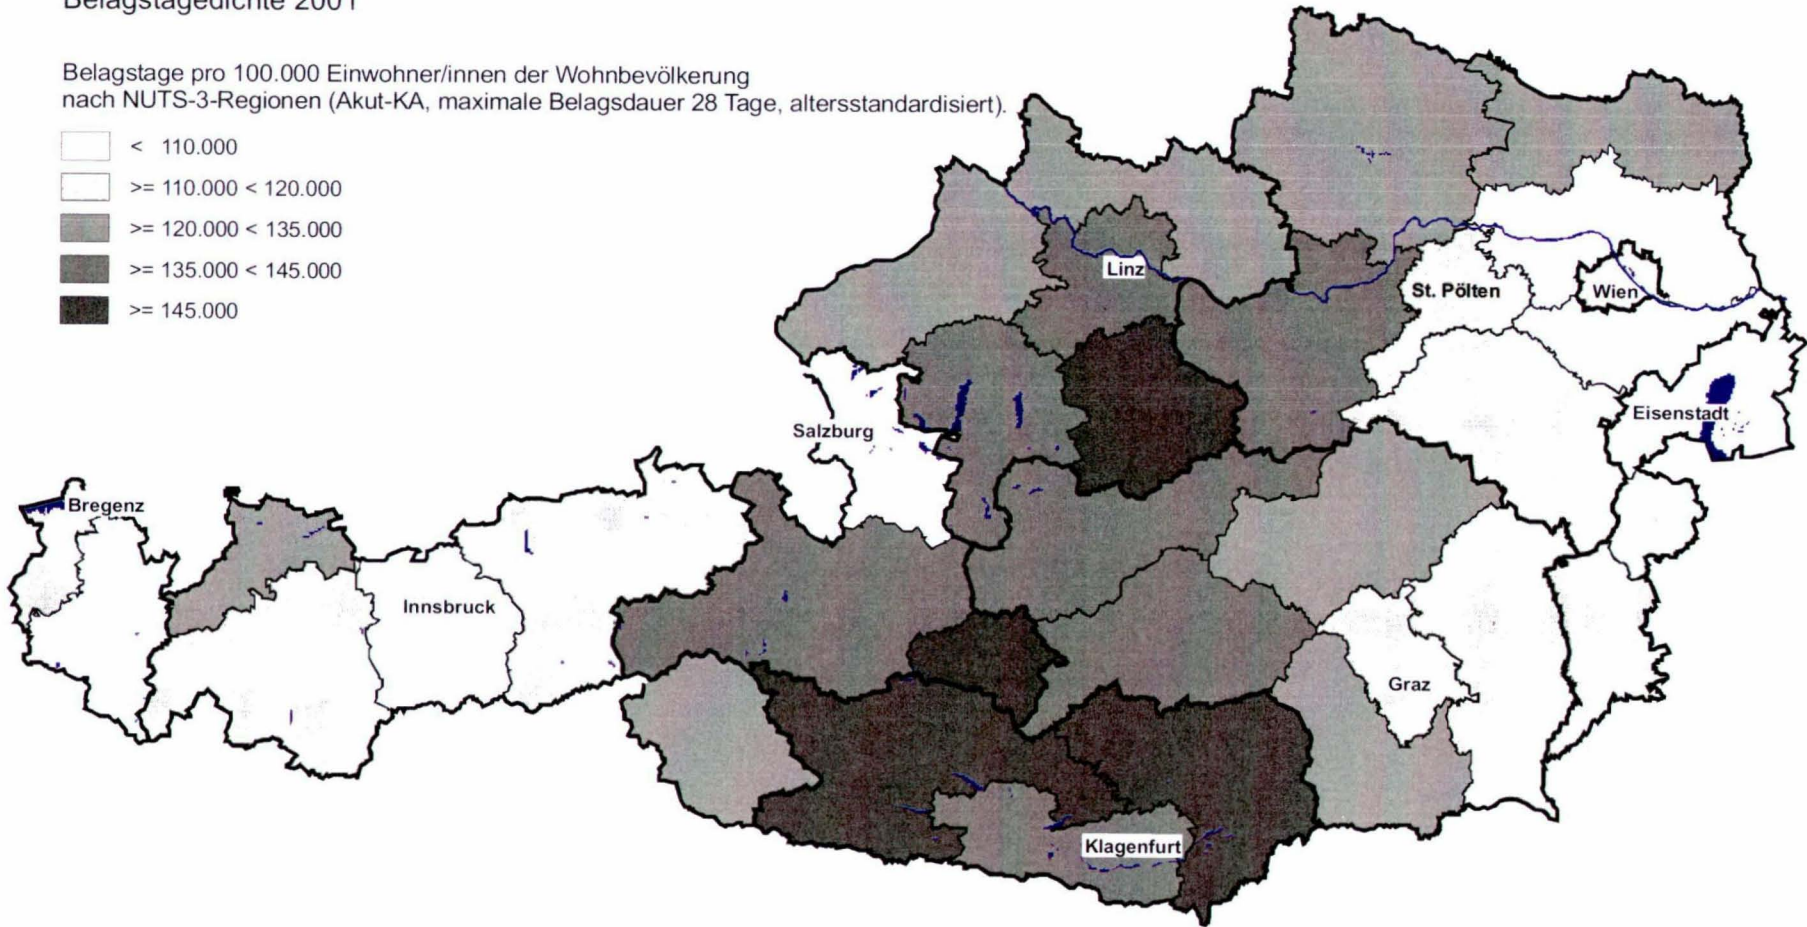 Belagstagedichte 2001
Belagstage pro 100.000 Einwohner/innen der Wohnbevölkerung
nach NUTS-3-Regionen (Akut-KA, maximale Belagsdauer 28 Tage, altersstandardisiert).
< 110.000
>= 110.000 < 120.000
>= 120.000 < 135.000
>= 135.000 < 145.000
>= 145.000
Linz
St. Pölten
Wien
Eisenstadt
Salzburg
Bregenz
Innsbruck
Graz
Klagenfurt